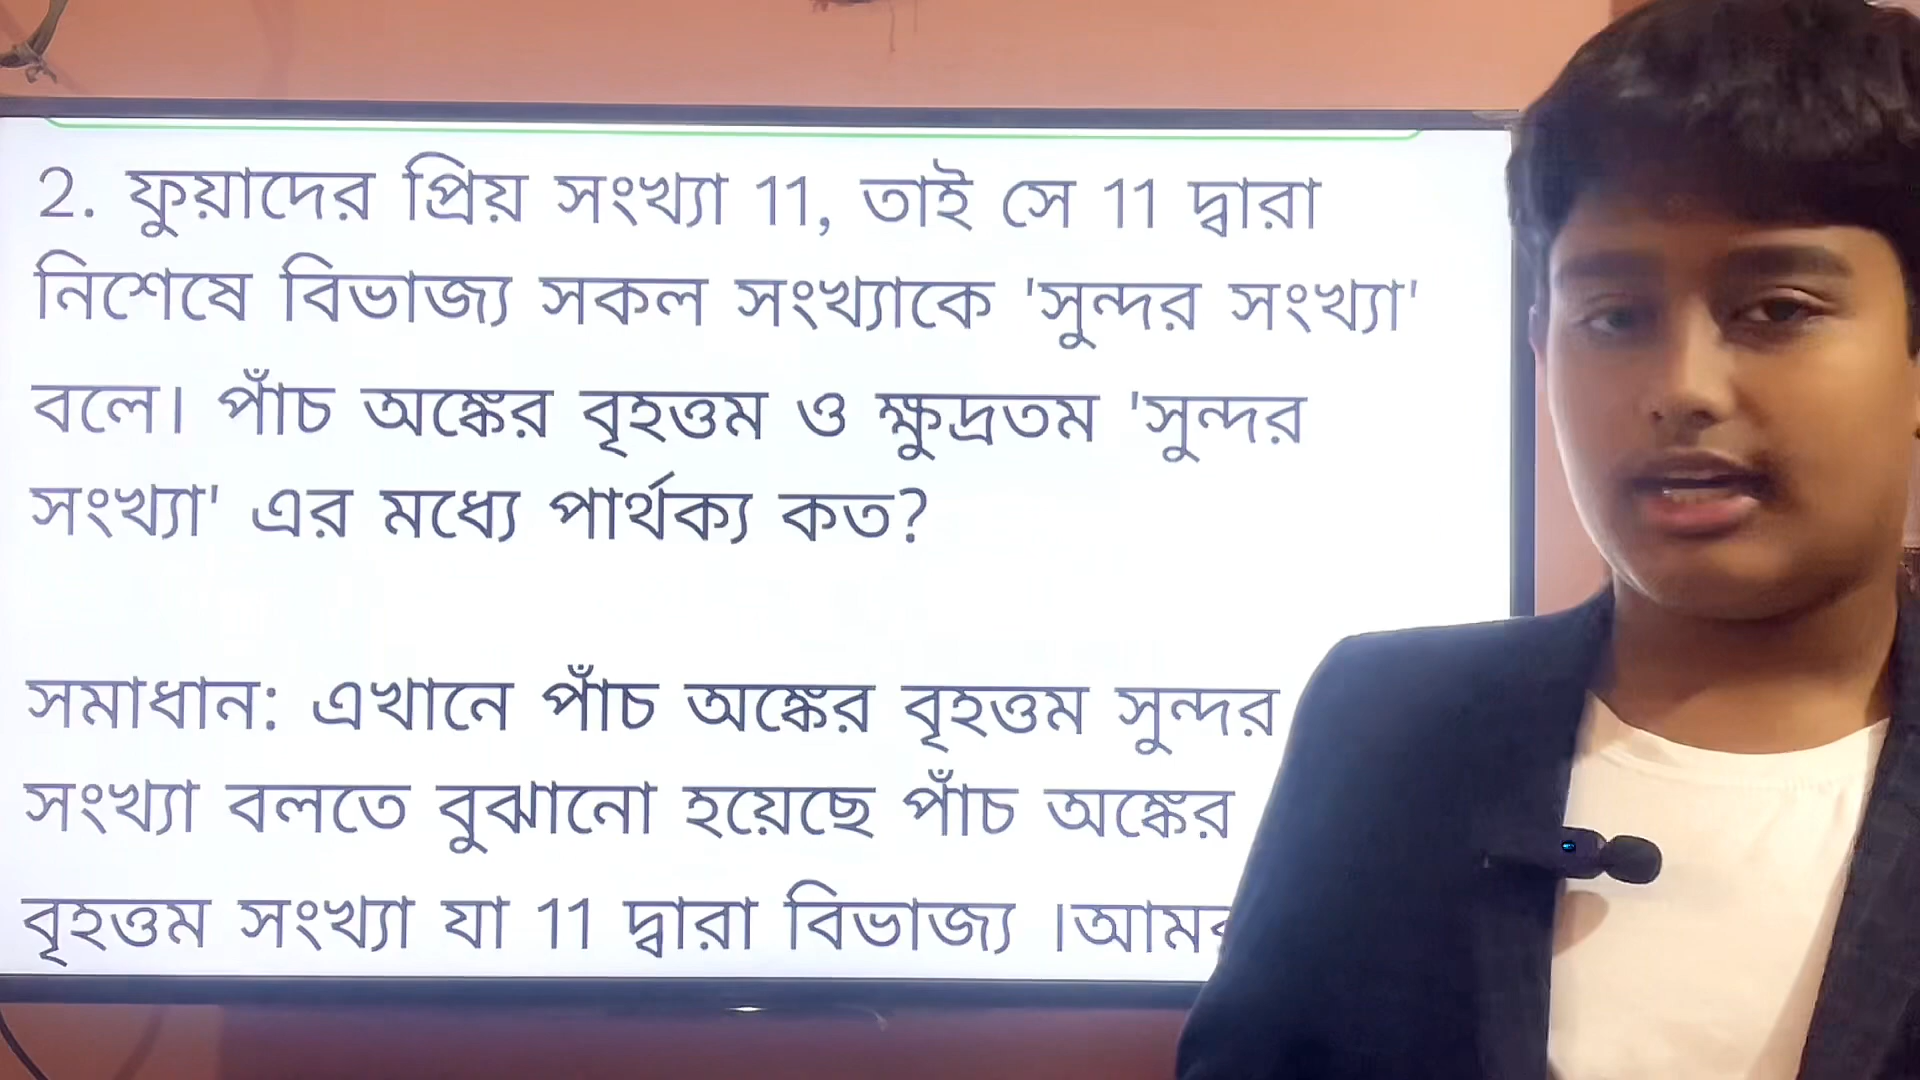 2. ফুয়াদের প্রিয় সংখ্যা 11, তাই সে 11 দ্বারা
নিশেষে বিভাজ্য সকল সংখ্যাকে 'সুন্দর সংখ্যা'
বলে। পাঁচ অঙ্কের বৃহত্তম ও ক্ষুদ্রতম 'সুন্দর
সংখ্যা' এর মধ্যে পার্থক্য কত?
সমাধান: এখানে পাঁচ অঙ্কের বৃহত্তম সুন্দর
সংখ্যা বলতে বুঝানো হয়েছে পাঁচ অঙ্কের
বৃহত্তম সংখ্যা যা 11 দ্বারা বিভাজ্য ।